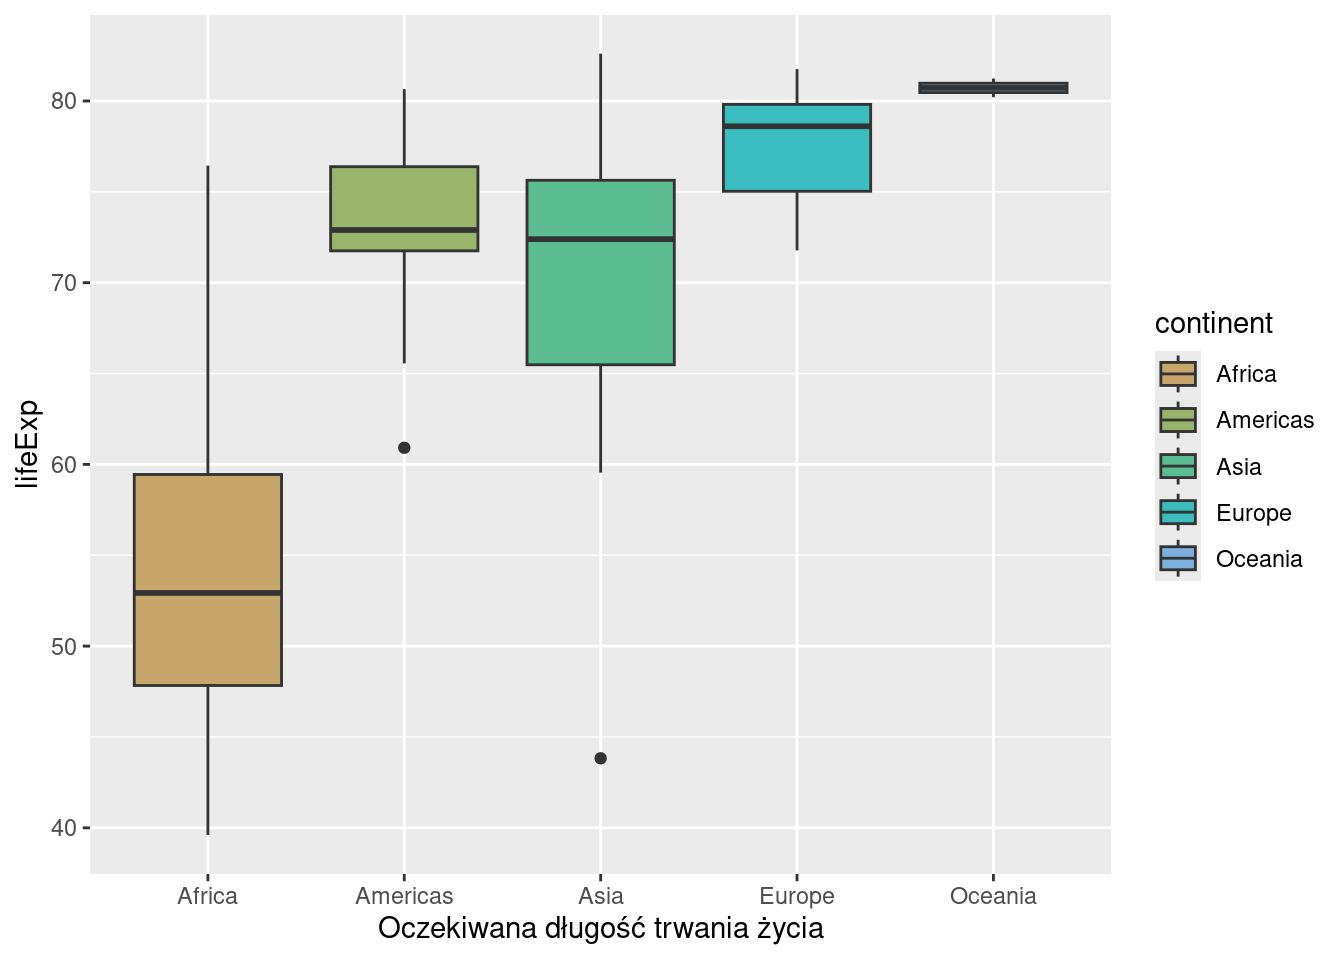 80
70
60
50
40
lifeExp
Africa Americas Asia Europe Oceania
Oczekiwana długość trwania życia
continent
Africa
Americas
Asia
Europe
Oceania